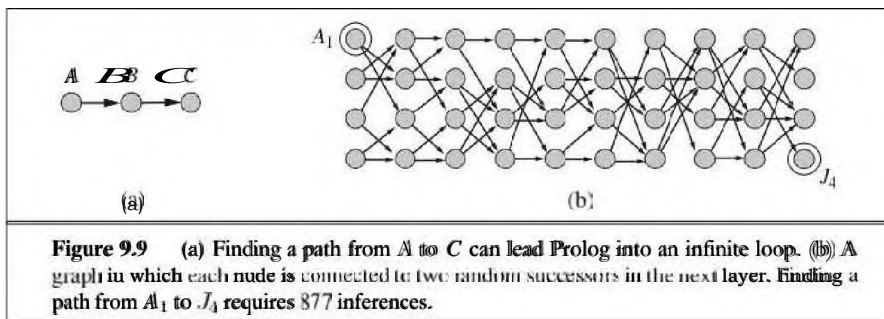 A B C
A₁
J₄
(a)
(b)
Figure 9.9 (a) Finding a path from A to C can lead Prolog into an infinite loop. (b) A
graph in which each node is connected to two random successors in the next layer. Finding a
path from A₁ to J₄ requires 877 inferences.